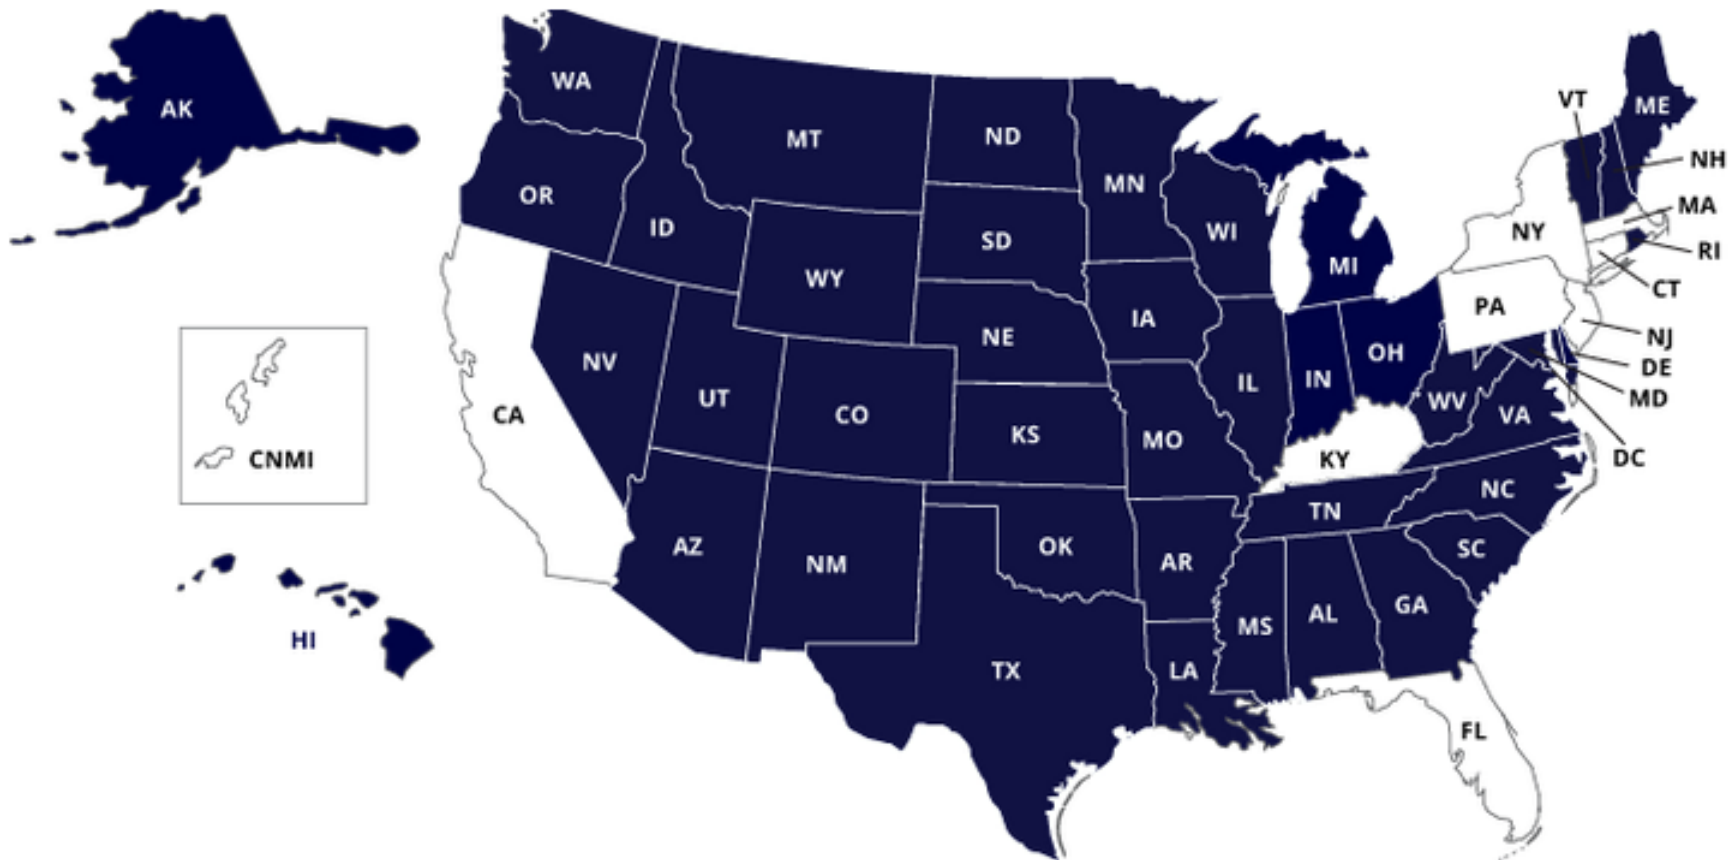 AK
WA
MT
ND
MN
VT
ME
NH
OR
ID
SD
WI
NY
MA
RI
WY
MI
CT
PA
NE
IA
NJ
NV
OH
DE
UT
CO
IL
IN
WV
MD
CA
KS
MO
VA
CNMI
KY
DC
NC
TN
AZ
NM
OK
AR
SC
HI
MS
AL
GA
TX
LA
FL